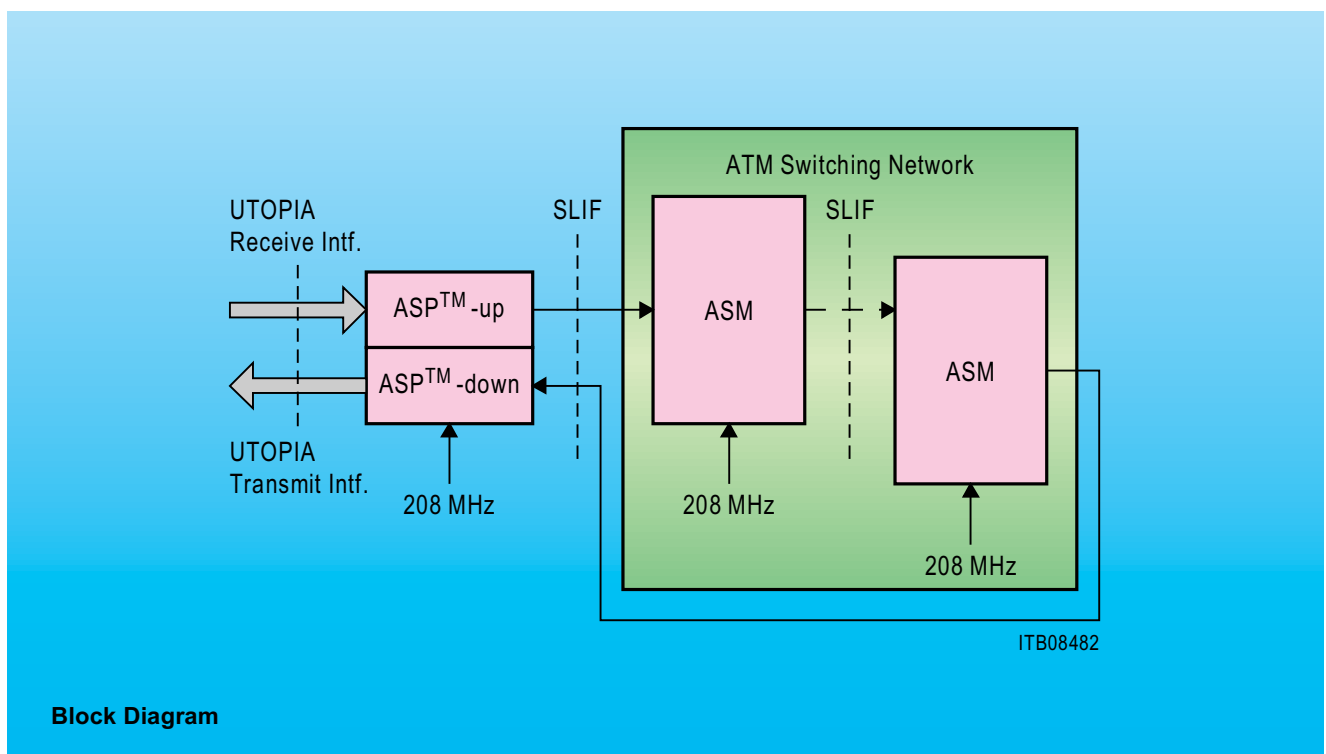 ATM Switching Network
UTOPIA
Receive Intf.
SLIF
SLIF
ASP™-up
ASM
ASP™-down
ASM
UTOPIA
Transmit Intf.
208 MHz
208 MHz
208 MHz
ITB08482
Block Diagram